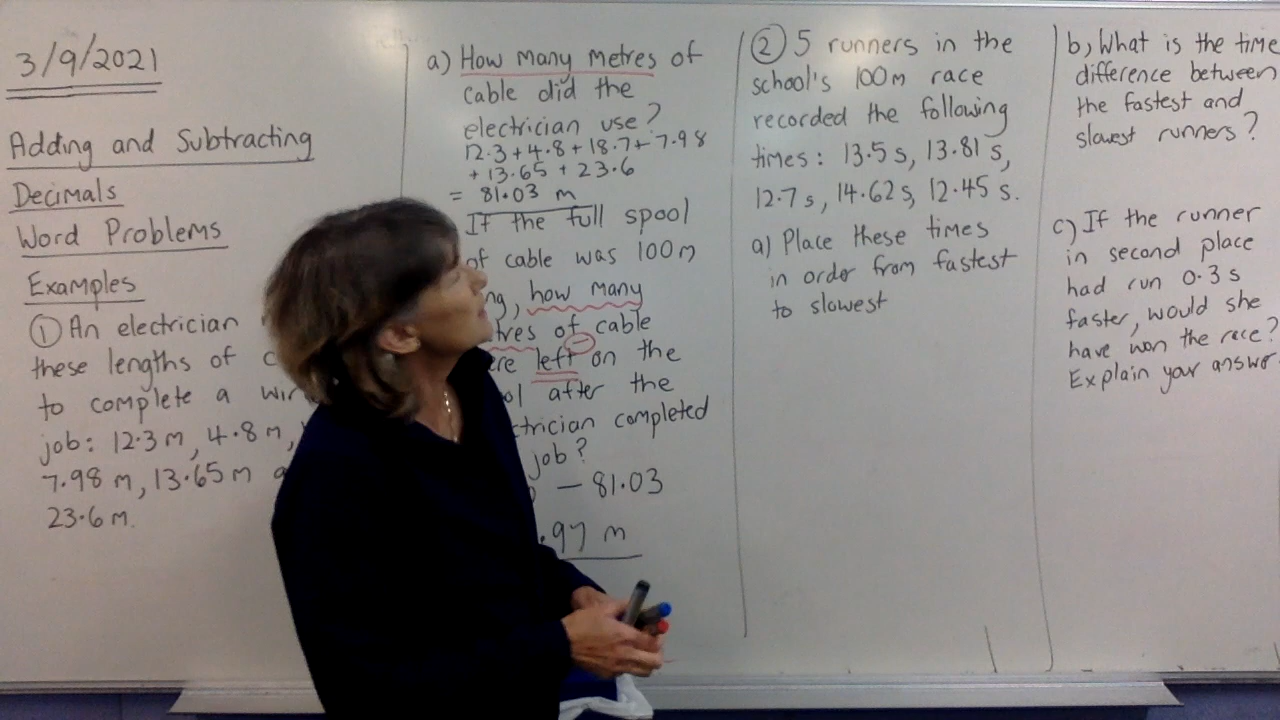 3/9/2021
Adding and Subtracting
Decimals
Word Problems
Examples
① An electrician
these lengths of
to complete a
job: 12.3 m, 4.8 m,
7.98 m, 13.65 m
23.6 m.
a) How many metres of
cable did the
electrician use?
12.3 + 4.8 + 18.7 + 7.98
+ 13.65 + 23.6
= 81.03 m
If the full spool
of cable was 100 m
how many
of cable
left on the
after the
completed
job?
— 81.03
.97 m
② 5 runners in the
school's 100m race
recorded the following
times: 13.5 s, 13.81 s,
12.7 s, 14.62 s, 12.45 s.
a) Place these times
in order from fastest
to slowest
b) What is the time
difference between
the fastest and
slowest runners?
c) If the runner
in second place
had run 0.3 s
faster, would she
have won the race?
Explain your